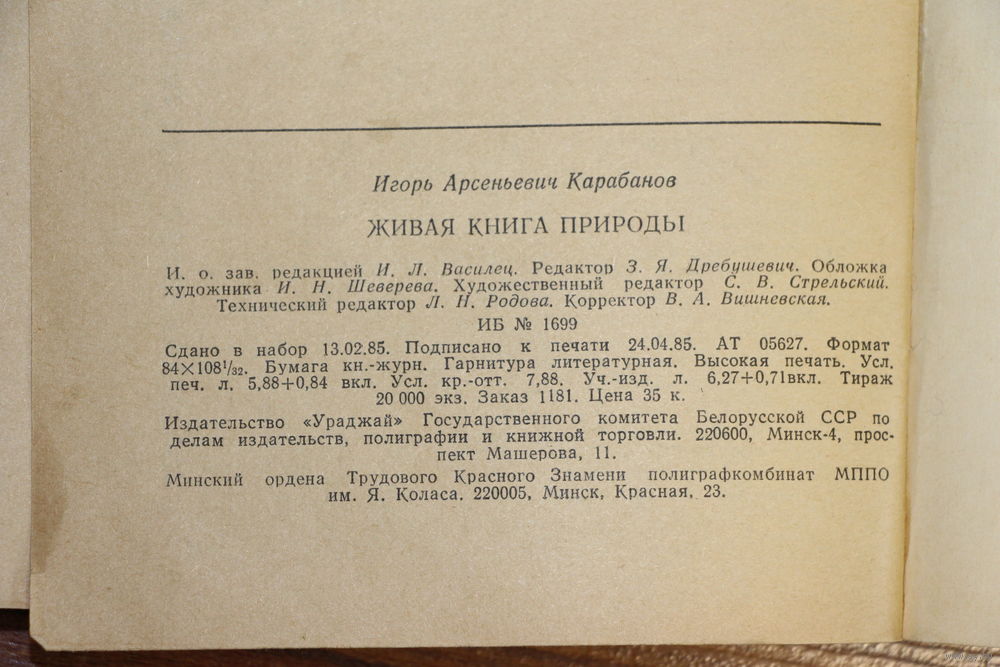 Игорь Арсеньевич Карабанов
ЖИВАЯ КНИГА ПРИРОДЫ
И. о. зав. редакцией И. Л. Василец. Редактор З. Я. Дребушевич. Обложка
художника И. Н. Шеверева. Художественный редактор С. В. Стрельский.
Технический редактор Л. Н. Родова. Корректор В. А. Вишневская.
ИБ № 1699
Сдано в набор 13.02.85. Подписано к печати 24.04.85. АТ 05627. Формат
84×108¹/₃₂. Бумага кн.-журн. Гарнитура литературная. Высокая печать. Усл.
печ. л. 5,88+0,84 вкл. Усл. кр.-отт. 7,88. Уч.-изд. л. 6,27+0,71вкл. Тираж
20 000 экз. Заказ 1181. Цена 35 к.
Издательство «Ураджай» Государственного комитета Белорусской ССР по
делам издательств, полиграфии и книжной торговли. 220600, Минск-4, прос-
пект Машерова, 11.
Минский ордена Трудового Красного Знамени полиграфкомбинат МППО
им. Я. Коласа. 220005, Минск, Красная, 23.